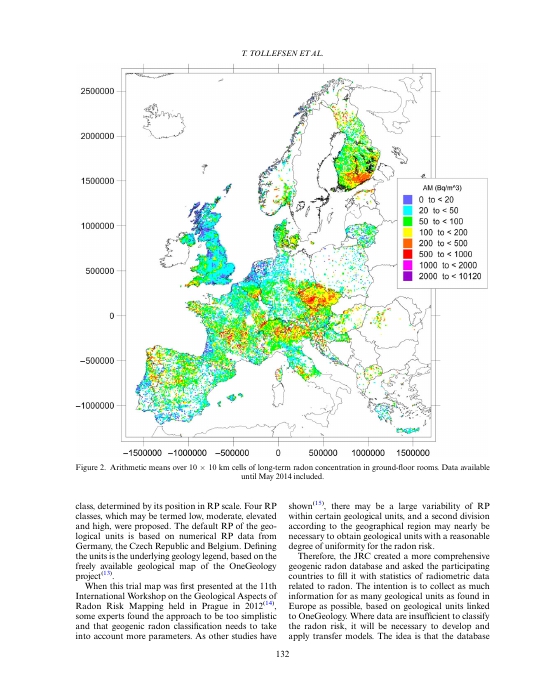 T. TOLLEFSEN ET AL.
2500000
2000000
1500000
1000000
500000
0
−500000
−1000000
−1500000 −1000000 −500000 0 500000 1000000 1500000
AM (Bq/m^3)
0 to < 20
20 to < 50
50 to < 100
100 to < 200
200 to < 500
500 to < 1000
1000 to < 2000
2000 to < 10120
Figure 2. Arithmetic means over 10 × 10 km cells of long-term radon concentration in ground-floor rooms. Data available
until May 2014 included.
class, determined by its position in RP scale. Four RP
classes, which may be termed low, moderate, elevated
and high, were proposed. The default RP of the geo-
logical units is based on numerical RP data from
Germany, the Czech Republic and Belgium. Defining
the units is the underlying geology legend, based on the
freely available geological map of the OneGeology
project(13).
When this trial map was first presented at the 11th
International Workshop on the Geological Aspects of
Radon Risk Mapping held in Prague in 2012(14),
some experts found the approach to be too simplistic
and that geogenic radon classification needs to take
into account more parameters. As other studies have
shown(15), there may be a large variability of RP
within certain geological units, and a second division
according to the geographical region may nearly be
necessary to obtain geological units with a reasonable
degree of uniformity for the radon risk.
Therefore, the JRC created a more comprehensive
geogenic radon database and asked the participating
countries to fill it with statistics of radiometric data
related to radon. The intention is to collect as much
information for as many geological units as found in
Europe as possible, based on geological units linked
to OneGeology. Where data are insufficient to classify
the radon risk, it will be necessary to develop and
apply transfer models. The idea is that the database
132